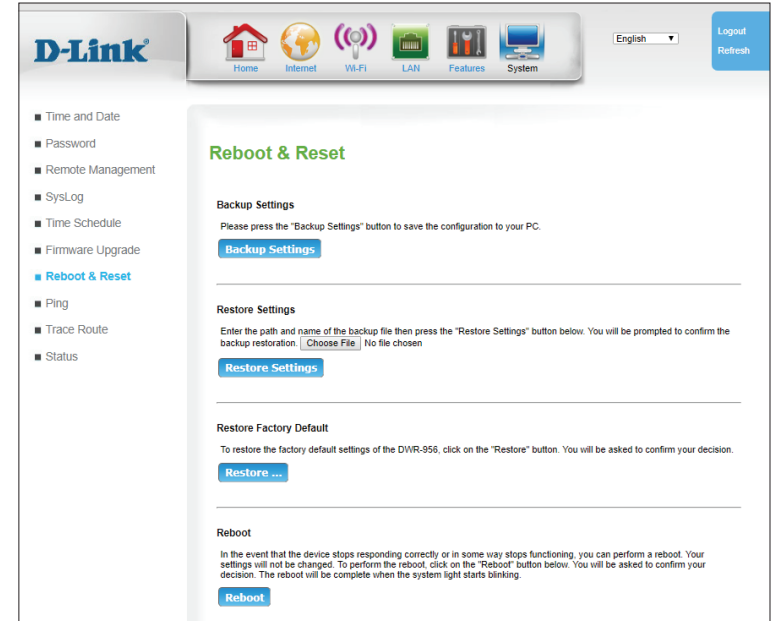 D-Link®
Home
Internet
Wi-Fi
LAN
Features
System
English
Logout
Refresh
Time and Date
Password
Remote Management
SysLog
Time Schedule
Firmware Upgrade
Reboot & Reset
Ping
Trace Route
Status
Reboot & Reset
Backup Settings
Please press the "Backup Settings" button to save the configuration to your PC.
Backup Settings
Restore Settings
Enter the path and name of the backup file then press the "Restore Settings" button below. You will be prompted to confirm the
backup restoration. Choose File No file chosen
Restore Settings
Restore Factory Default
To restore the factory default settings of the DWR-956, click on the "Restore" button. You will be asked to confirm your decision.
Restore ...
Reboot
In the event that the device stops responding correctly or in some way stops functioning, you can perform a reboot. Your
settings will not be changed. To perform the reboot, click on the "Reboot" button below. You will be asked to confirm your
decision. The reboot will be complete when the system light starts blinking.
Reboot